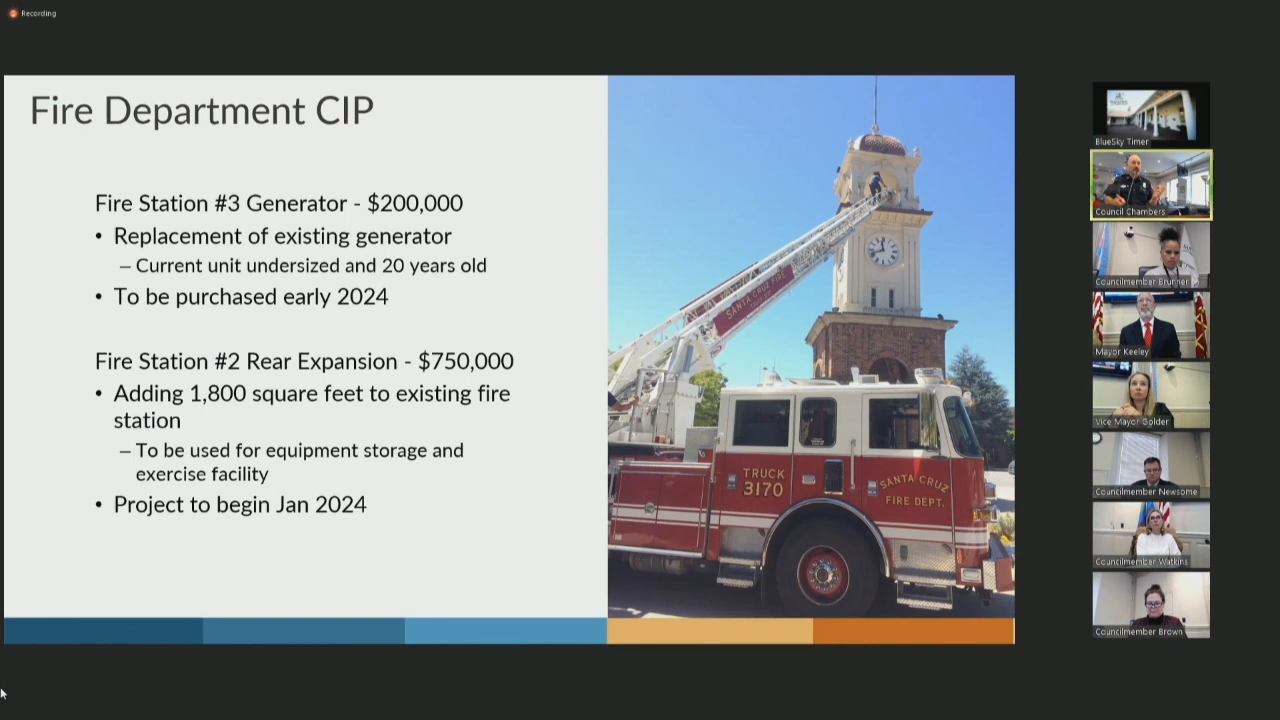 Recording
Fire Department CIP
Fire Station #3 Generator - $200,000
• Replacement of existing generator
– Current unit undersized and 20 years old
• To be purchased early 2024
Fire Station #2 Rear Expansion - $750,000
• Adding 1,800 square feet to existing fire
station
– To be used for equipment storage and
exercise facility
• Project to begin Jan 2024
SANTA CRUZ FIRE
TRUCK
3170
SANTA CRUZ
FIRE DEPT.
BlueSky Timer
Council Chambers
Councilmember Brunner
Mayor Keeley
Vice Mayor Golder
Councilmember Newsome
Councilmember Watkins
Councilmember Brown